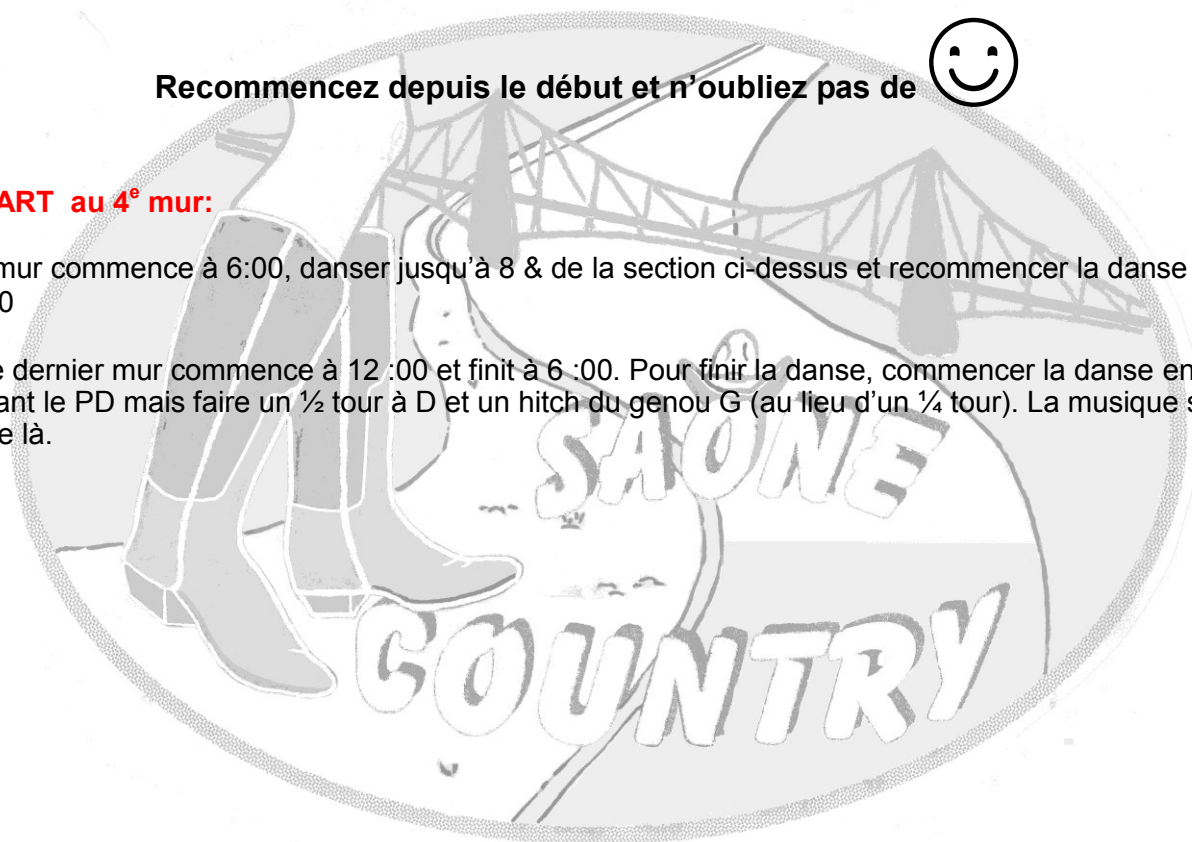 Recommencez depuis le début et n’oubliez pas de
ART au 4e mur:
mur commence à 6:00, danser jusqu’à 8 & de la section ci-dessus et recommencer la danse
0
e dernier mur commence à 12 :00 et finit à 6 :00. Pour finir la danse, commencer la danse en
ant le PD mais faire un ½ tour à D et un hitch du genou G (au lieu d’un ¼ tour). La musique s
e là.
SAÔNE
COUNTRY